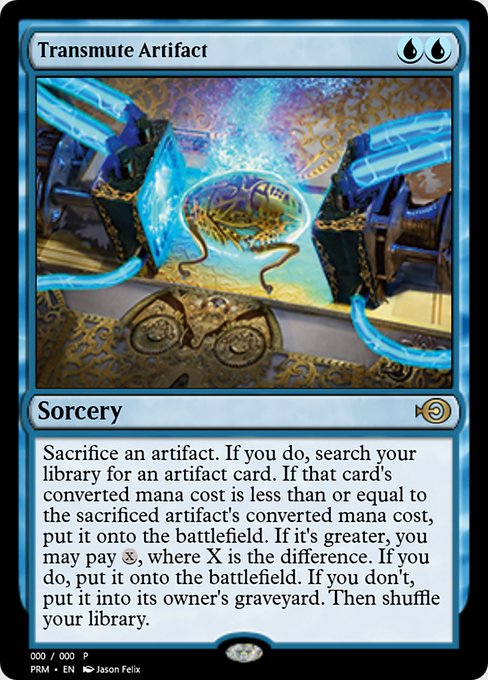 Transmute Artifact
Sorcery
Sacrifice an artifact. If you do, search your
library for an artifact card. If that card's
converted mana cost is less than or equal to
the sacrificed artifact's converted mana cost,
put it onto the battlefield. If it's greater, you
may pay X, where X is the difference. If you
do, put it onto the battlefield. If you don't,
put it into its owner's graveyard. Then shuffle
your library.
000 / 000 P
PRM • EN Jason Felix